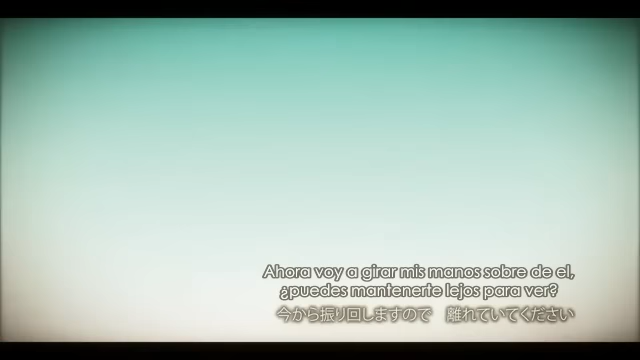 Ahora voy a girar mis manos sobre de el,
¿puedes mantenerte lejos para ver?
今から振り回しますので　離れていてください